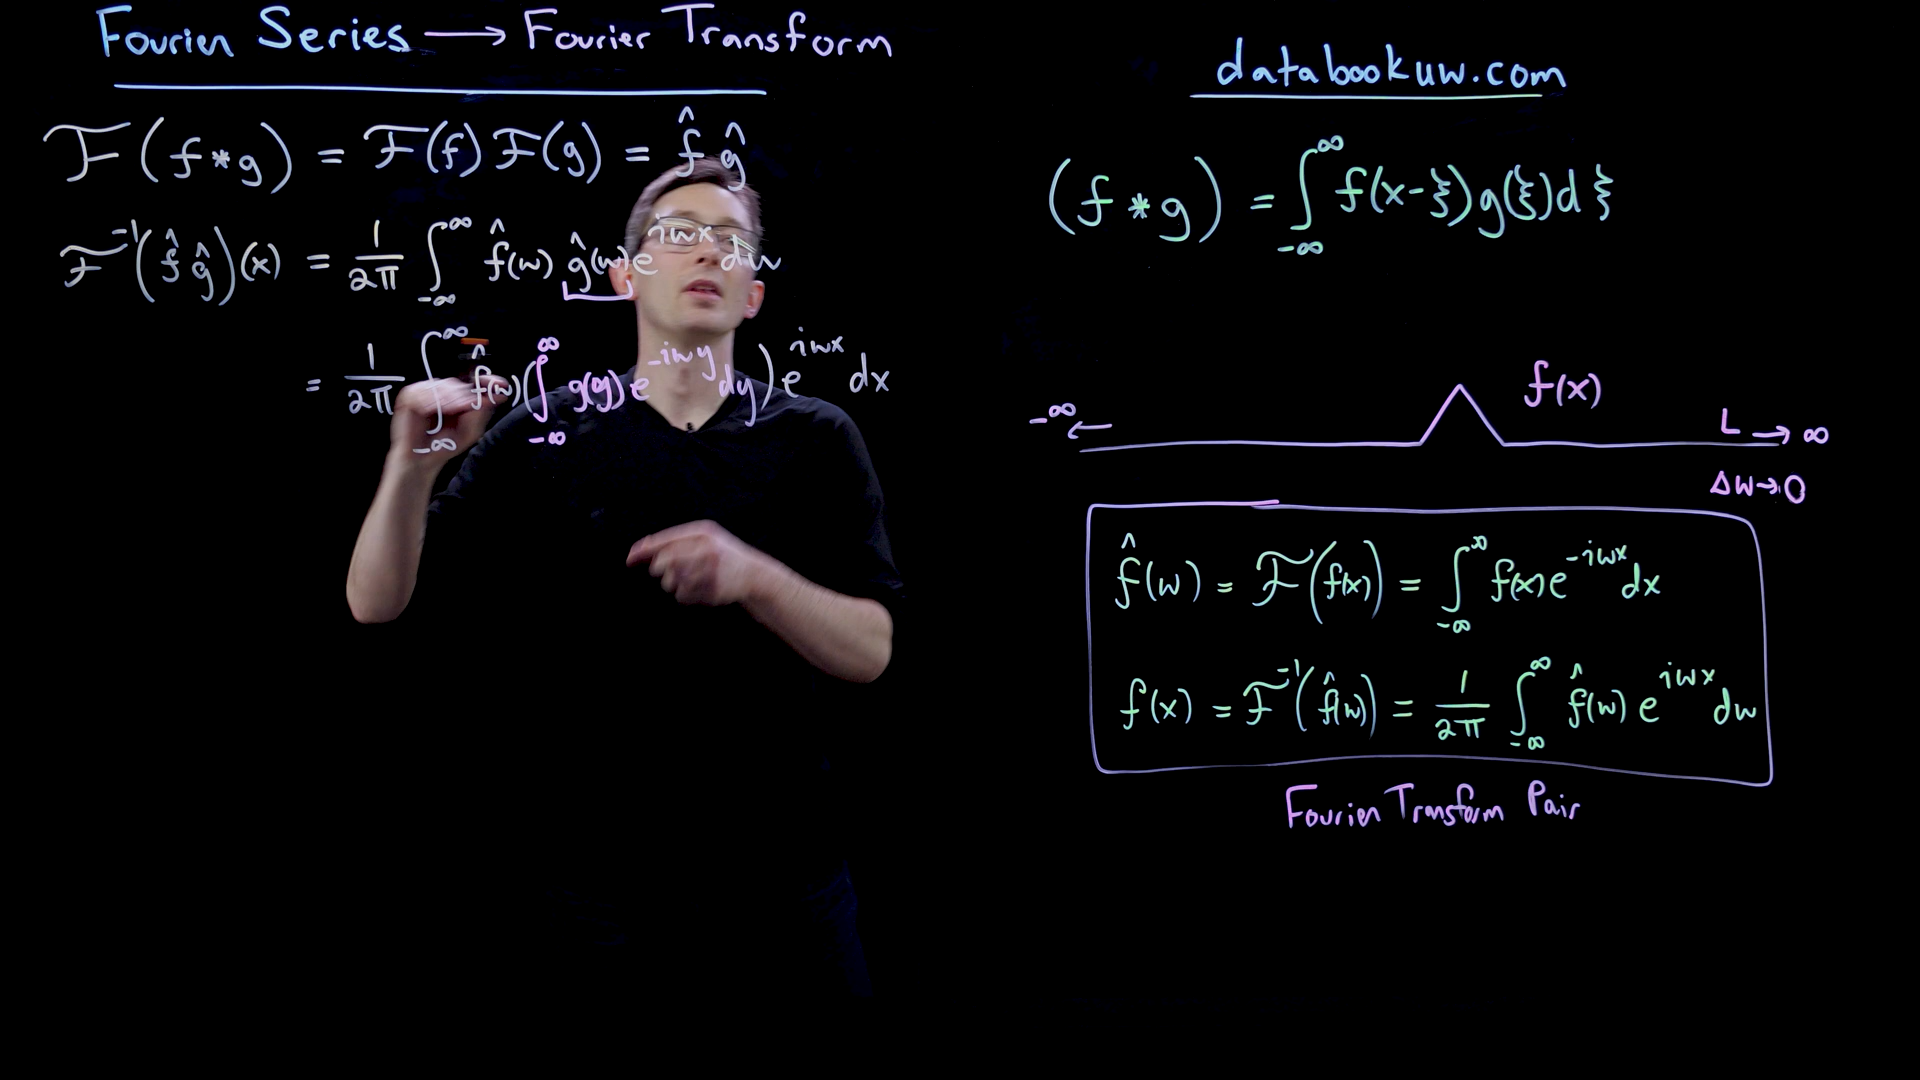 Fourier Series → Fourier Transform
F(f*g) = F(f) F(g) = f̂ ĝ
F⁻¹(f̂ ĝ)(x) = 1/2π ∫_{-∞}^{∞} f̂(w) ĝ(w) e^{iwx} dw
= 1/2π ∫_{-∞}^{∞} f̂(w) (∫_{-∞}^{∞} g(y) e^{-iwy} dy) e^{iwx} dx
databookuw.com
(f*g) = ∫_{-∞}^{∞} f(x-ξ)g(ξ)dξ
f(x)
-∞ ←
L → ∞
Δw→0
f̂(w) = F(f(x)) = ∫_{-∞}^{∞} f(x)e^{-iwx}dx
f(x) = F⁻¹(f̂(w)) = 1/2π ∫_{-∞}^{∞} f̂(w) e^{iwx}dw
Fourier Transform Pair